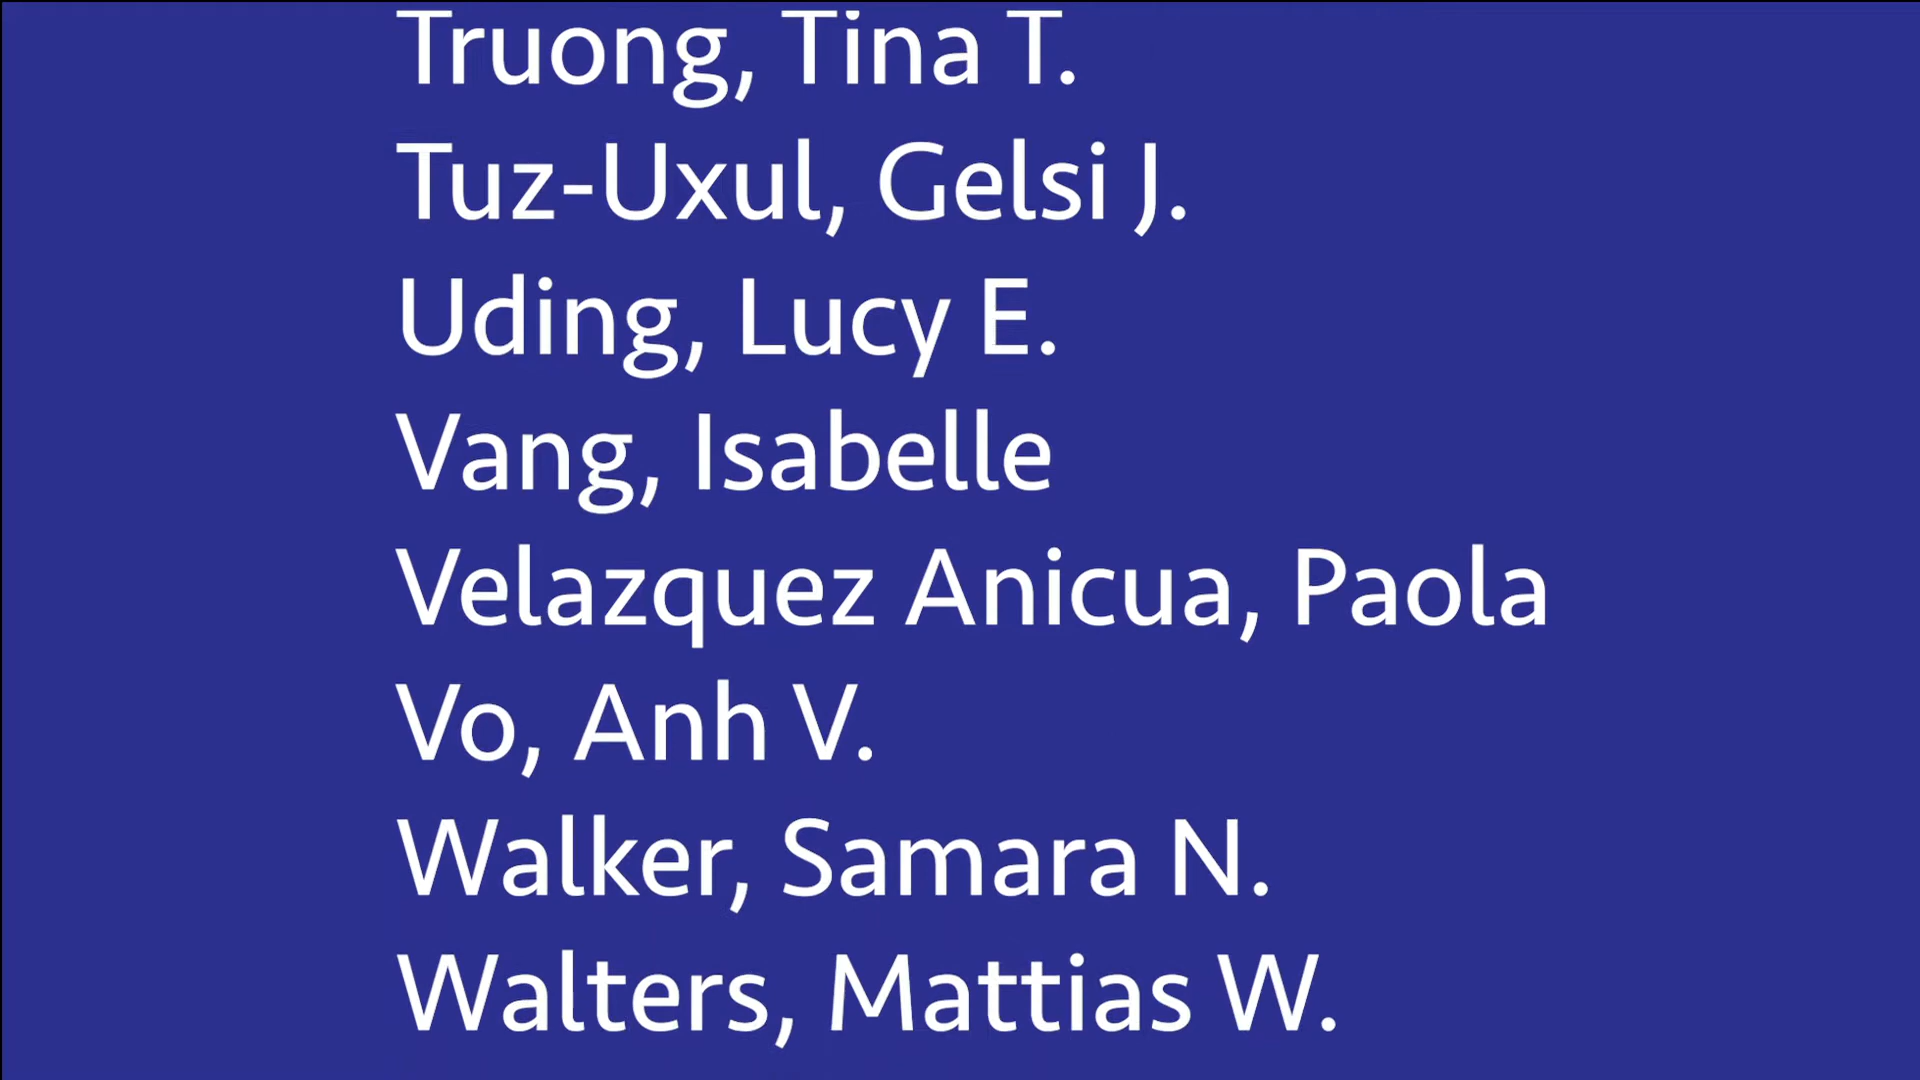 Truong, Tina T.
Tuz-Uxul, Gelsi J.
Uding, Lucy E.
Vang, Isabelle
Velazquez Anicua, Paola
Vo, Anh V.
Walker, Samara N.
Walters, Mattias W.